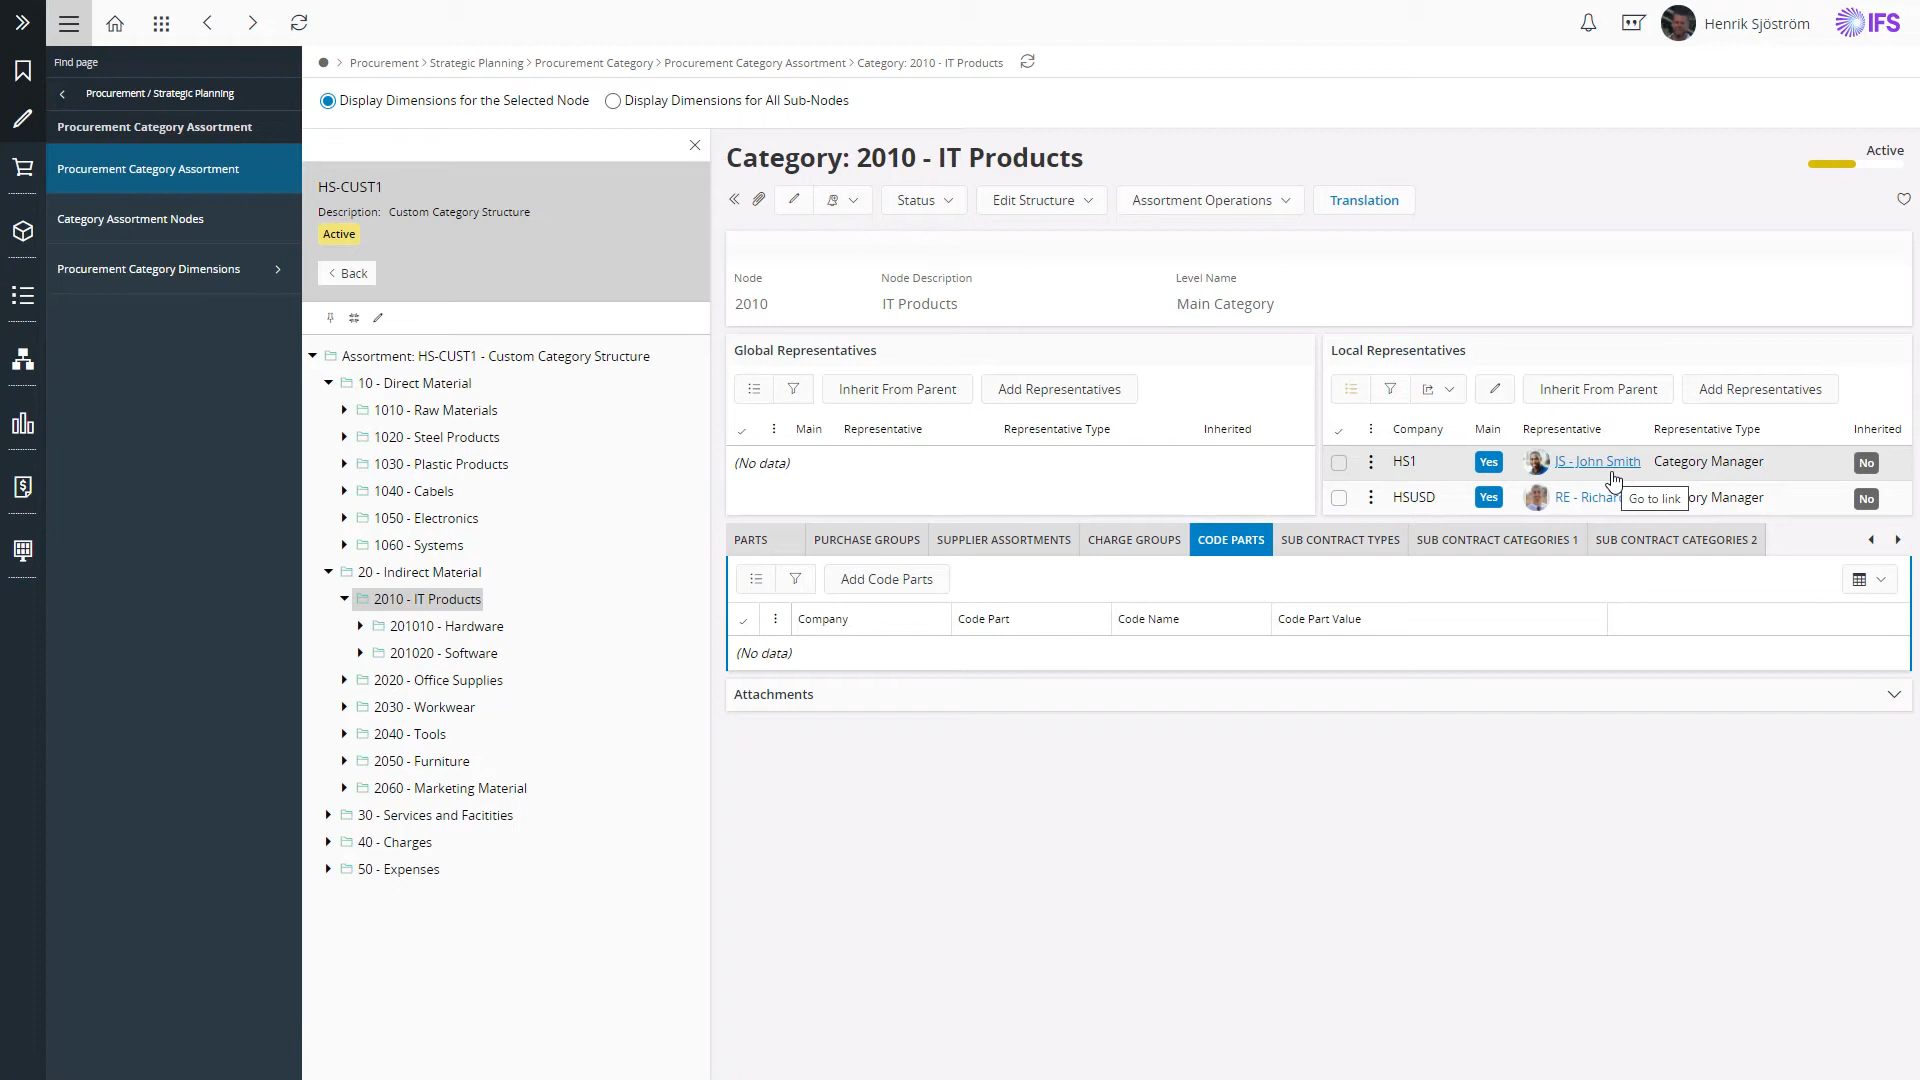 Henrik Sjöström
IFS
Find page
Procurement / Strategic Planning
Procurement Category Assortment
Procurement Category Assortment
Category Assortment Nodes
Procurement Category Dimensions
Procurement > Strategic Planning > Procurement Category > Procurement Category Assortment > Category: 2010 - IT Products
Display Dimensions for the Selected Node Display Dimensions for All Sub-Nodes
HS-CUST1
Description: Custom Category Structure
Active
Back
Assortment: HS-CUST1 - Custom Category Structure
10 - Direct Material
1010 - Raw Materials
1020 - Steel Products
1030 - Plastic Products
1040 - Cabels
1050 - Electronics
1060 - Systems
20 - Indirect Material
2010 - IT Products
201010 - Hardware
201020 - Software
2020 - Office Supplies
2030 - Workwear
2040 - Tools
2050 - Furniture
2060 - Marketing Material
30 - Services and Facitities
40 - Charges
50 - Expenses
Category: 2010 - IT Products
Active
Status Edit Structure Assortment Operations Translation
Node Node Description Level Name
2010 IT Products Main Category
Global Representatives
Inherit From Parent Add Representatives
Main Representative Representative Type Inherited
(No data)
Local Representatives
Inherit From Parent Add Representatives
Company Main Representative Representative Type Inherited
HS1 Yes JS - John Smith Category Manager No
HSUSD Yes RE - Richar Go to link ory Manager No
PARTS PURCHASE GROUPS SUPPLIER ASSORTMENTS CHARGE GROUPS CODE PARTS SUB CONTRACT TYPES SUB CONTRACT CATEGORIES 1 SUB CONTRACT CATEGORIES 2
Add Code Parts
Company Code Part Code Name Code Part Value
(No data)
Attachments